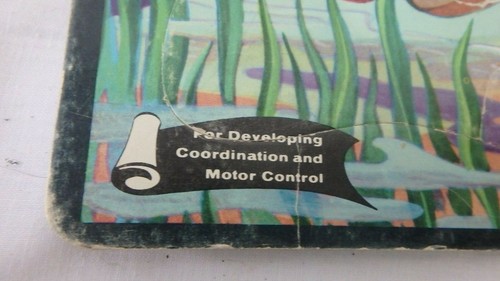 For Developing
Coordination and
Motor Control